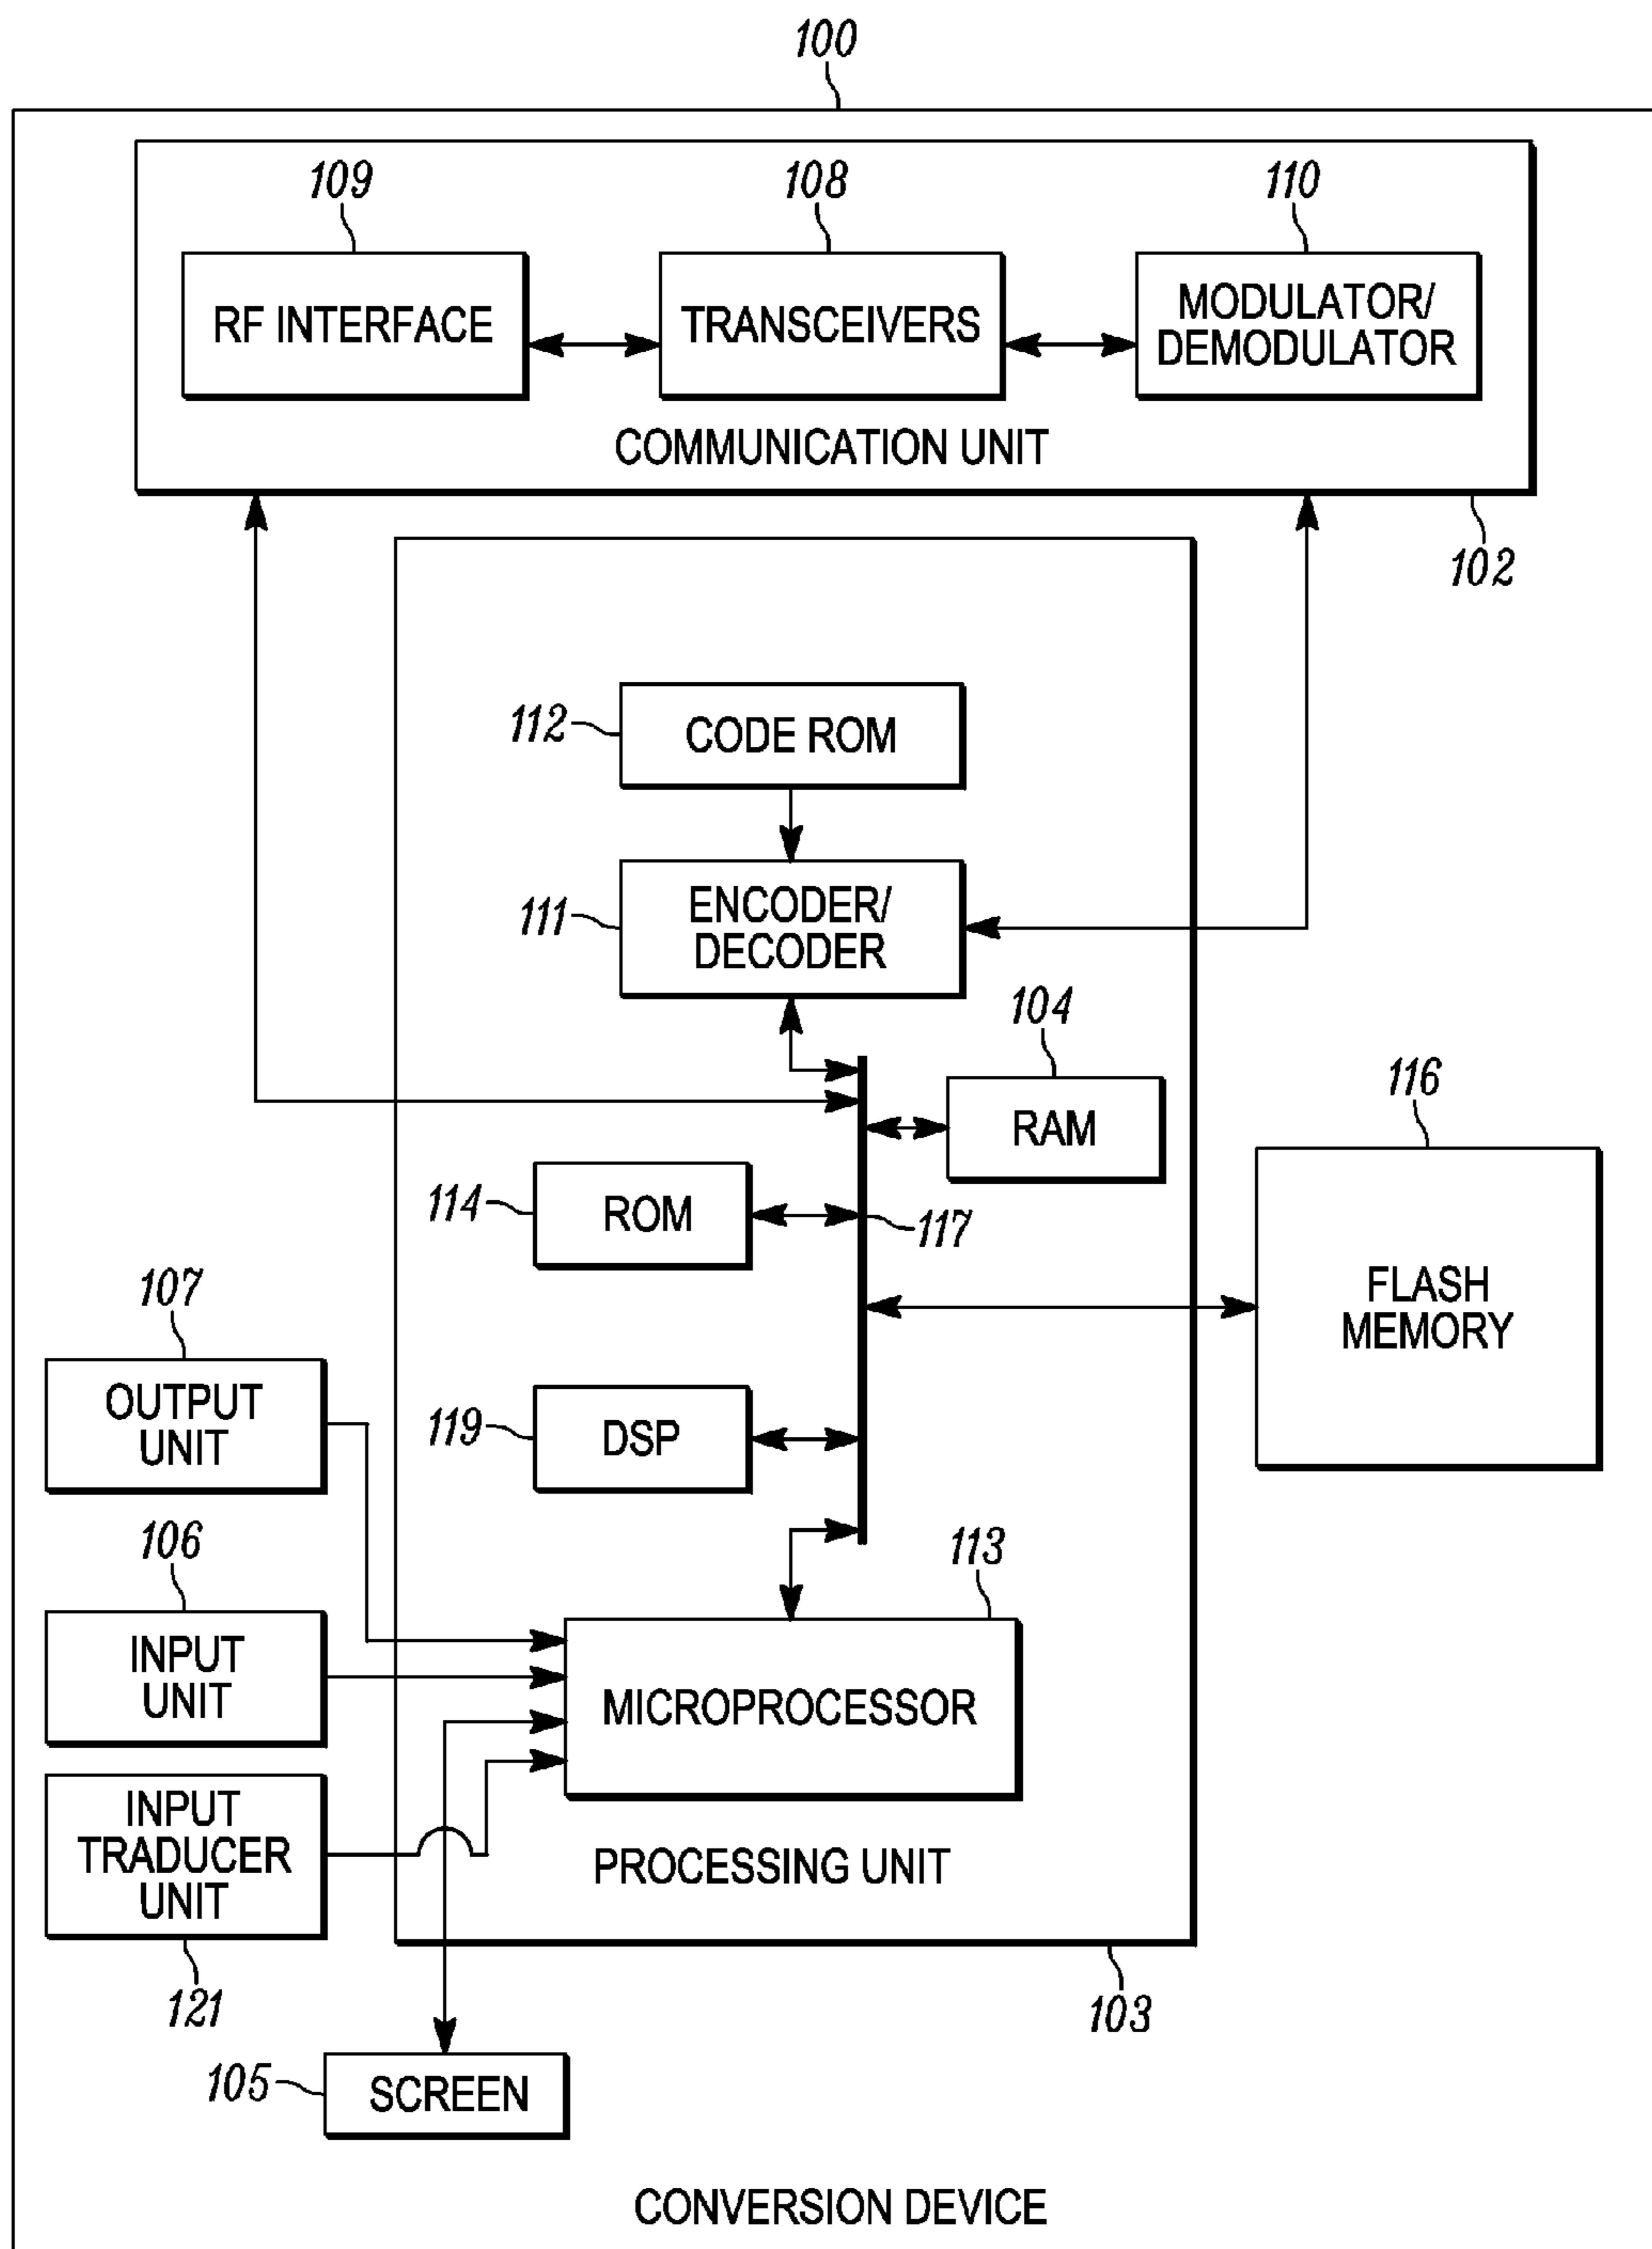 100
109
108
110
RF INTERFACE
TRANSCEIVERS
MODULATOR/
DEMODULATOR
COMMUNICATION UNIT
102
112
CODE ROM
111
ENCODER/
DECODER
104
RAM
116
114
ROM
117
FLASH
MEMORY
107
OUTPUT
UNIT
119
DSP
106
113
INPUT
UNIT
MICROPROCESSOR
INPUT
TRADUCER
UNIT
PROCESSING UNIT
121
103
105
SCREEN
CONVERSION DEVICE